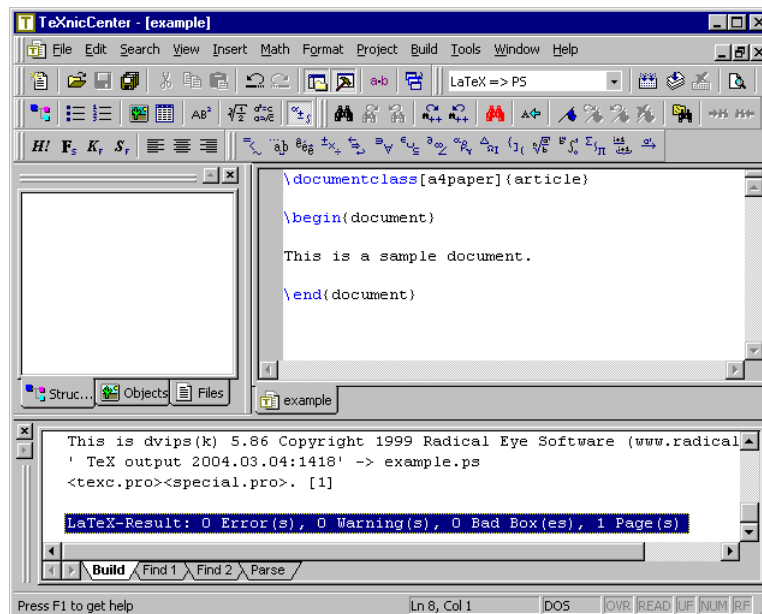 TeXnicCenter - [example]
File Edit Search View Insert Math Format Project Build Tools Window Help
LaTeX => PS
H! Fs Kr Sr
\documentclass[a4paper]{article}
\begin{document}
This is a sample document.
\end{document}
Struc... Objects Files
example
This is dvips(k) 5.86 Copyright 1999 Radical Eye Software (www.radical
' TeX output 2004.03.04:1418' -> example.ps
<texc.pro><special.pro>. [1]
LaTeX-Result: 0 Error(s), 0 Warning(s), 0 Bad Box(es), 1 Page(s)
Build Find 1 Find 2 Parse
Press F1 to get help Ln 8, Col 1 DOS OVR READ LF NUM RF